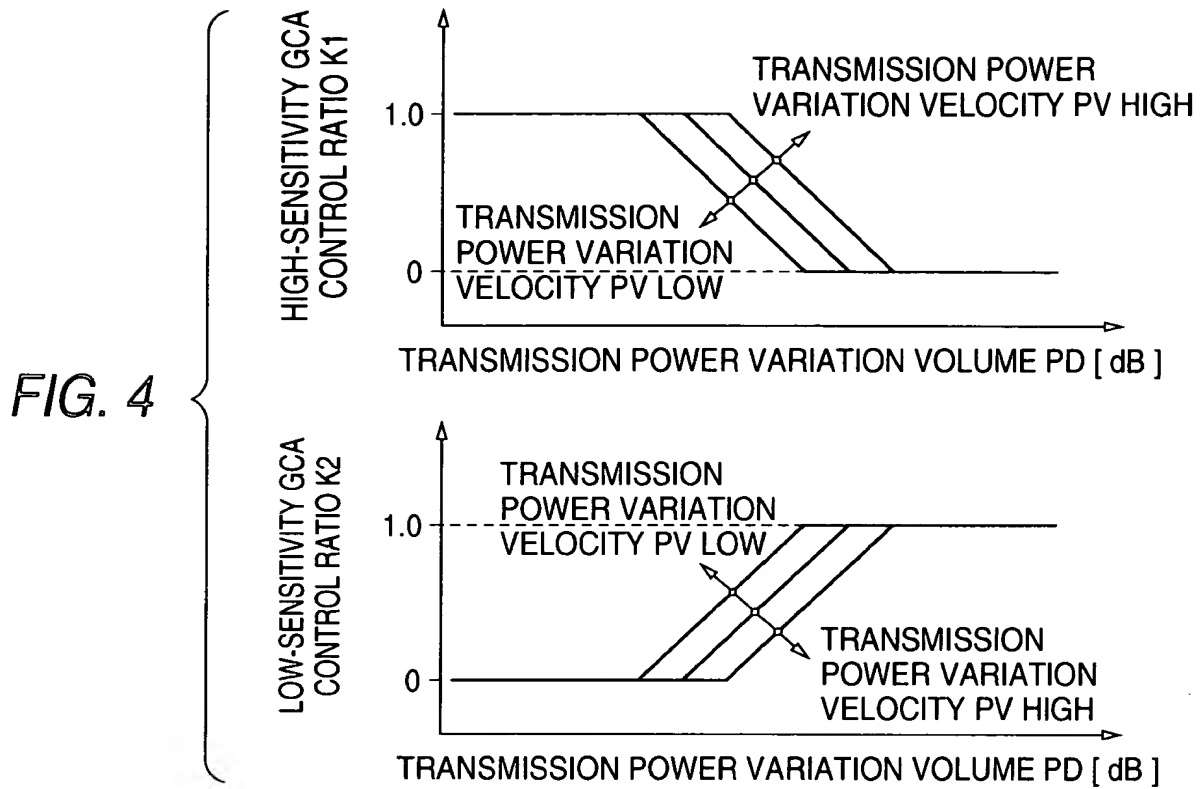 FIG. 4
HIGH-SENSITIVITY GCA
CONTROL RATIO K1
1.0
0
TRANSMISSION POWER
VARIATION VELOCITY PV HIGH
TRANSMISSION
POWER VARIATION
VELOCITY PV LOW
TRANSMISSION POWER VARIATION VOLUME PD [ dB ]
LOW-SENSITIVITY GCA
CONTROL RATIO K2
1.0
0
TRANSMISSION
POWER VARIATION
VELOCITY PV LOW
TRANSMISSION
POWER VARIATION
VELOCITY PV HIGH
TRANSMISSION POWER VARIATION VOLUME PD [ dB ]